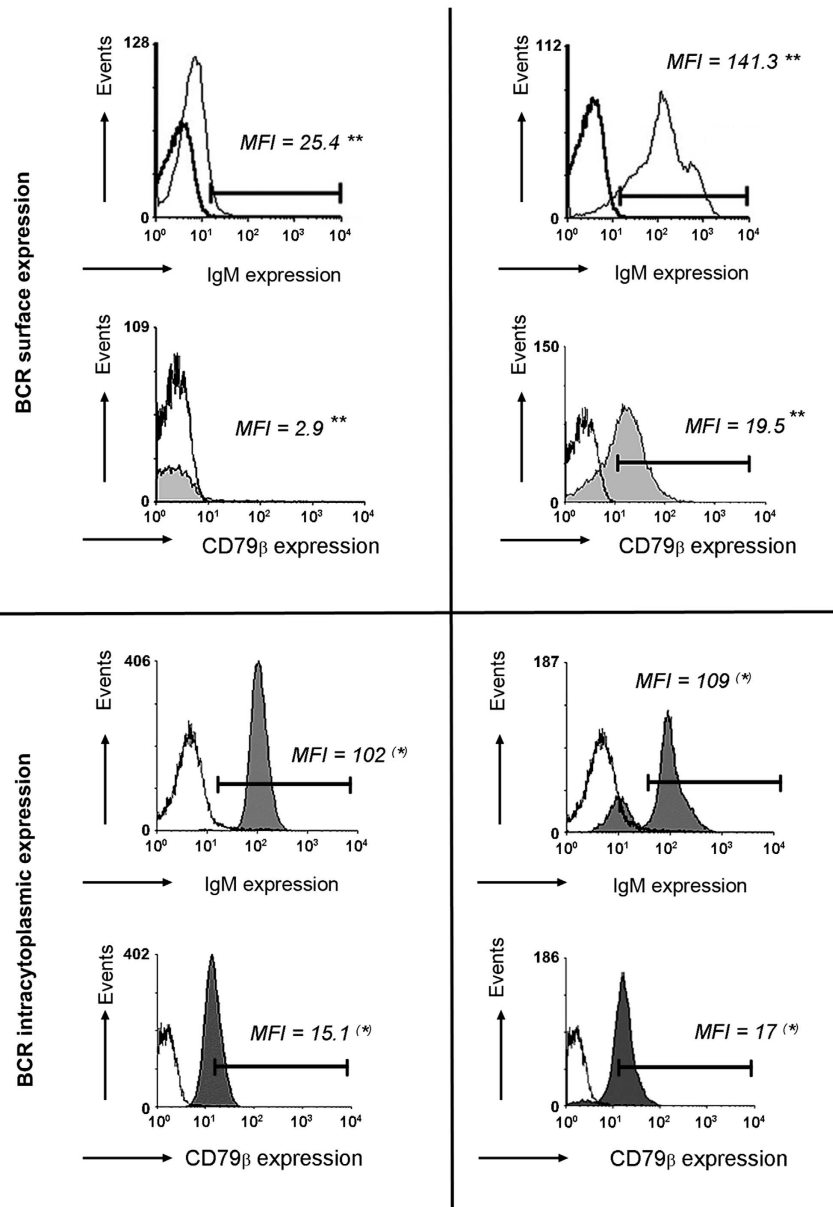 BCR surface expression
Events
128
0
MFI = 25.4 **
10⁰ 10¹ 10² 10³ 10⁴
IgM expression
Events
112
0
MFI = 141.3 **
10⁰ 10¹ 10² 10³ 10⁴
IgM expression
Events
109
0
MFI = 2.9 **
10⁰ 10¹ 10² 10³ 10⁴
CD79β expression
Events
150
0
MFI = 19.5 **
10⁰ 10¹ 10² 10³ 10⁴
CD79β expression
BCR intracytoplasmic expression
Events
406
0
MFI = 102 (*)
10⁰ 10¹ 10² 10³ 10⁴
IgM expression
Events
187
0
MFI = 109 (*)
10⁰ 10¹ 10² 10³ 10⁴
IgM expression
Events
402
0
MFI = 15.1 (*)
10⁰ 10¹ 10² 10³ 10⁴
CD79β expression
Events
186
0
MFI = 17 (*)
10⁰ 10¹ 10² 10³ 10⁴
CD79β expression